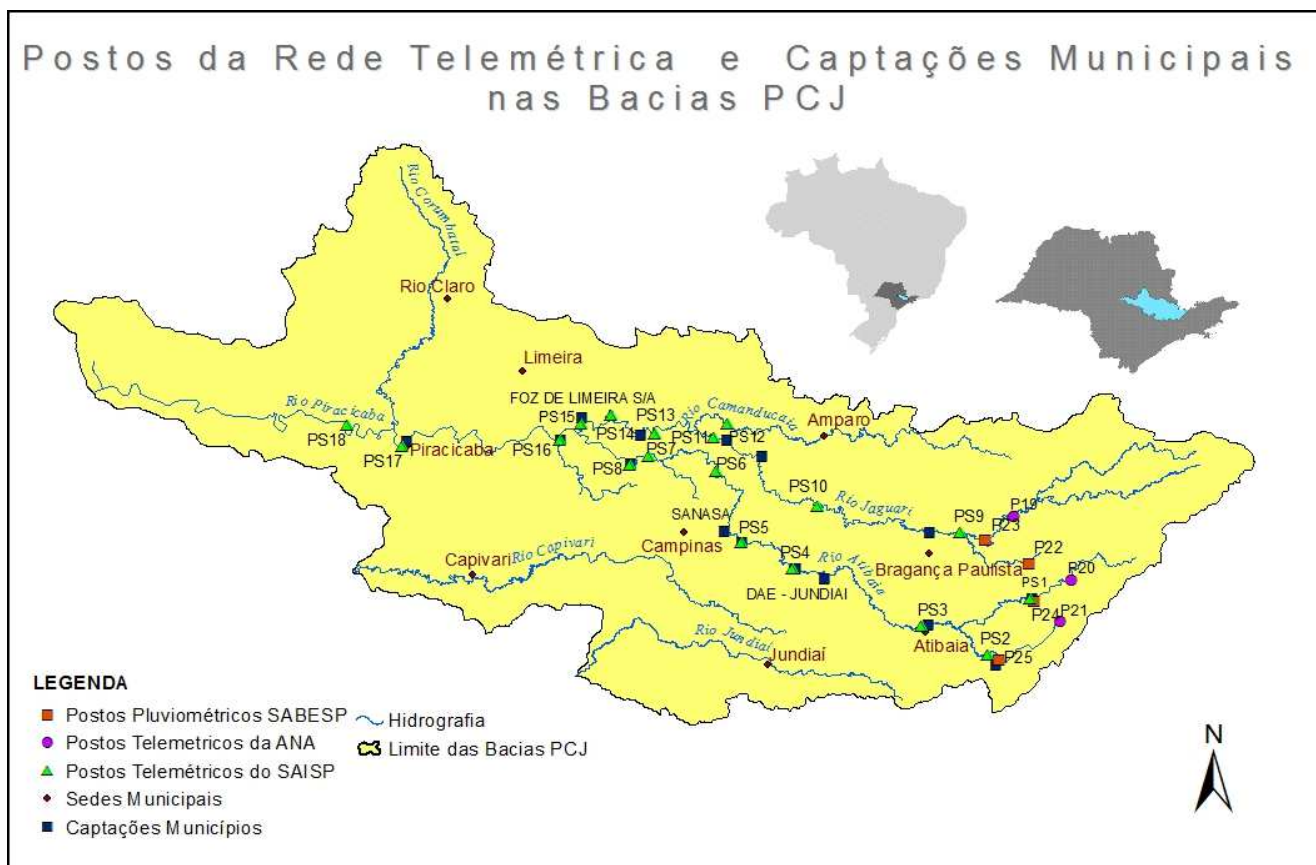 Postos da Rede Telemétrica e Captações Municipais
nas Bacias PCJ
Rio Corumbataí
Rio Claro
Limeira
FOZ DE LIMEIRA S/A
Rio Piracicaba
PS15
PS13
Rio Camanducaia
PS18
PS14
PS11
PS12
Amparo
PS17
Piracicaba
PS16
PS8
PS7
PS6
PS10
Rio Jaguari
P19
PS9
P23
SANASA
PS5
Campinas
Capivari
Rio Capivari
PS4
Rio Atibaia
Bragança Paulista
P22
P20
PS1
DAE - JUNDIAI
PS3
P24
P21
Atibaia
PS2
P25
Rio Jundiaí
Jundiaí
LEGENDA
Postos Pluviométricos SABESP
Hidrografia
Postos Telemetricos da ANA
Limite das Bacias PCJ
Postos Telemétricos do SAISP
Sedes Municipais
Captações Municípios
N